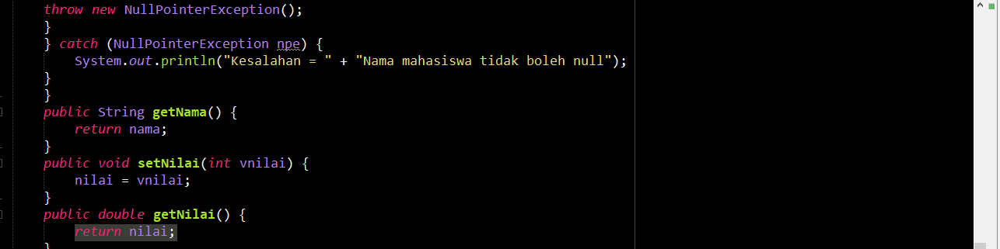 throw new NullPointerException();
}
} catch (NullPointerException npe) {
System.out.println("Kesalahan = " + "Nama mahasiswa tidak boleh null");
}
}
public String getNama() {
return nama;
}
public void setNilai(int vnilai) {
nilai = vnilai;
}
public double getNilai() {
return nilai;
}